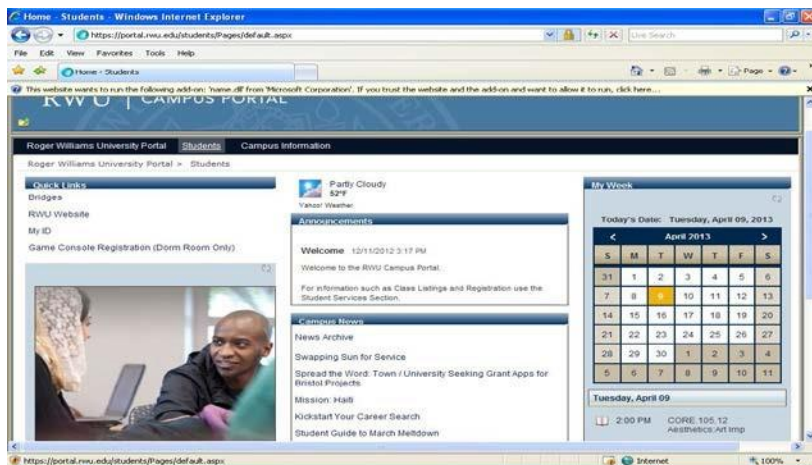 Home - Students - Windows Internet Explorer
https://portal.rwu.edu/students/Pages/default.aspx
Live Search
File Edit View Favorites Tools Help
Home - Students
Page
This website wants to run the following add-on: 'name.dll' from 'Microsoft Corporation'. If you trust the website and the add-on and want to allow it to run, click here...
RWU | CAMPUS PORTAL
Roger Williams University Portal Students Campus Information
Roger Williams University Portal > Students
Quick Links
Bridges
RWU Website
My ID
Game Console Registration (Dorm Room Only)
Partly Cloudy
52°F
Yahoo! Weather
Announcements
Welcome 12/11/2012 3:17 PM
Welcome to the RWU Campus Portal.
For information such as Class Listings and Registration use the
Student Services Section.
Campus News
News Archive
Swapping Sun for Service
Spread the Word: Town / University Seeking Grant Apps for
Bristol Projects
Mission: Haiti
Kickstart Your Career Search
Student Guide to March Meltdown
My Week
Today's Date: Tuesday, April 09, 2013
< April 2013 >
S M T W T F S
31 1 2 3 4 5 6
7 8 9 10 11 12 13
14 15 16 17 18 19 20
21 22 23 24 25 26 27
28 29 30 1 2 3 4
5 6 7 8 9 10 11
Tuesday, April 09
2:00 PM CORE.105.12
Aesthetics:Art Imp
https://portal.rwu.edu/students/Pages/default.aspx
Internet
100%